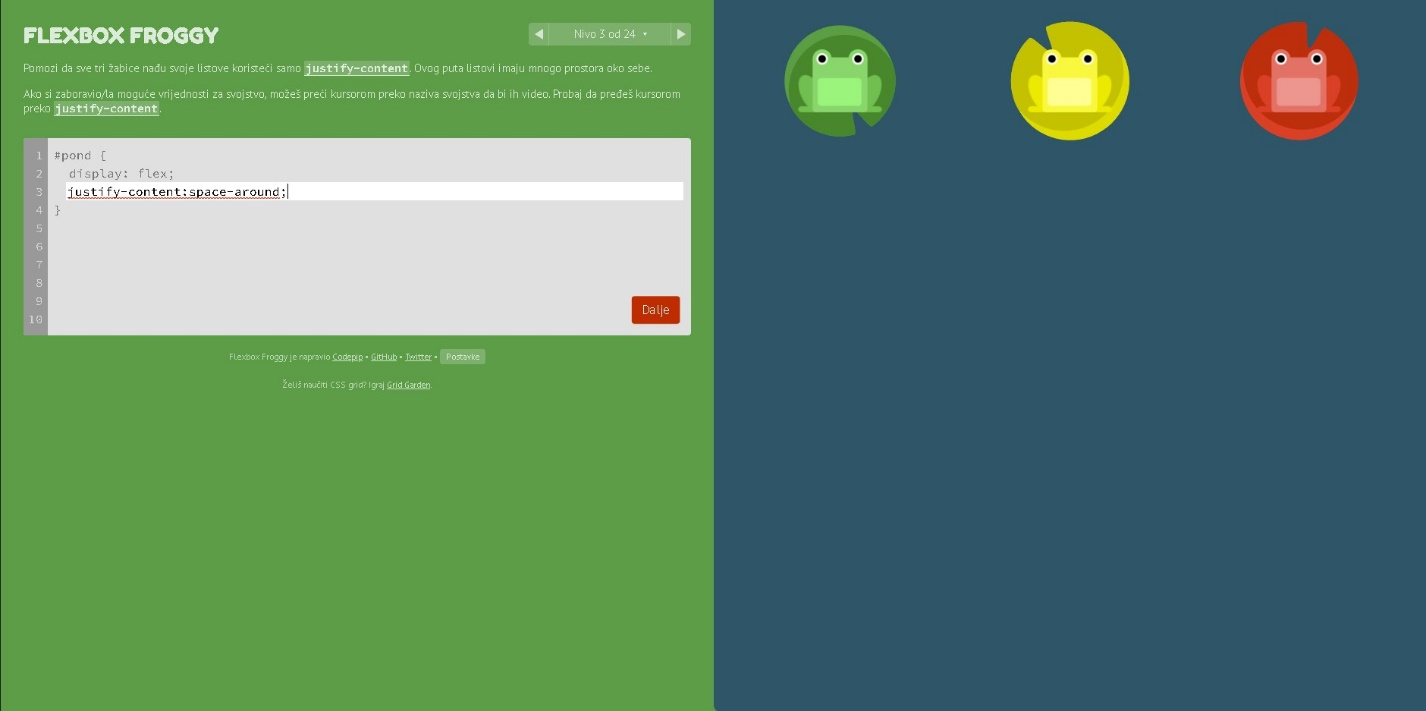 FLEXBOX FROGGY
Nivo 3 od 24
Pomozi da sve tri žabice nađu svoje listove koristeći samo justify-content. Ovog puta listovi imaju mnogo prostora oko sebe.
Ako si zaboravio/la moguće vrijednosti za svojstvo, možeš preći kursorom preko naziva svojstva da bi ih video. Probaj da pređeš kursorom
preko justify-content.
1 #pond {
2 display: flex;
3 justify-content:space-around;
4 }
5
6
7
8
9
10
Dalje
Flexbox Froggy je napravio Codepip • GitHub • Twitter • Postavke
Želiš naučiti CSS grid? Igraj Grid Garden.